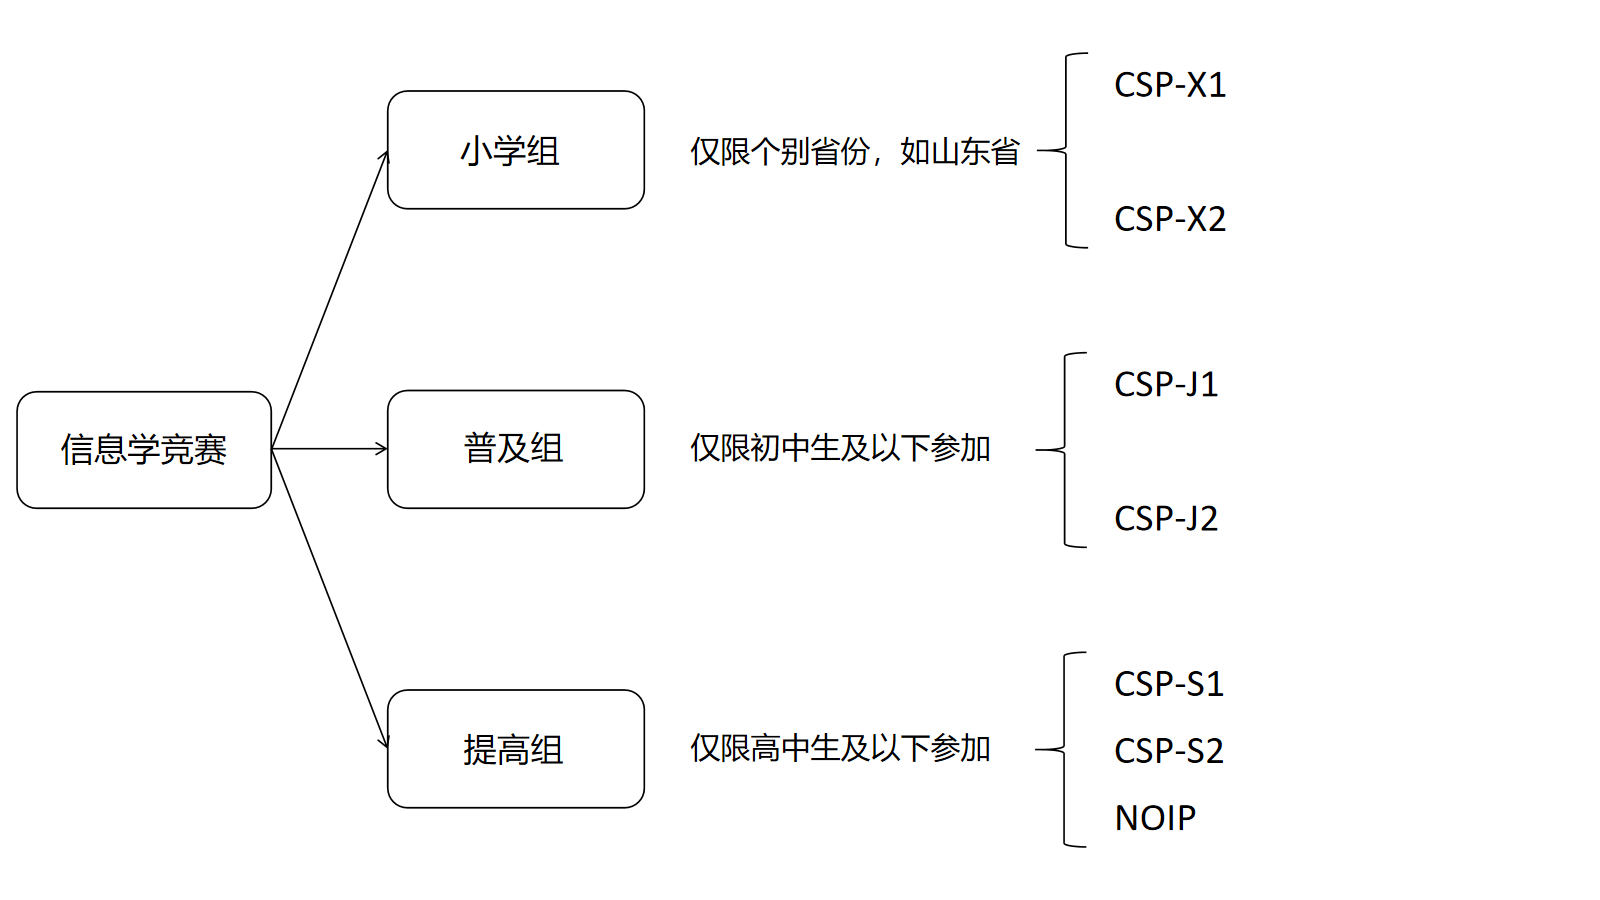 信息学竞赛
小学组
仅限个别省份，如山东省
CSP-X1
CSP-X2
普及组
仅限初中生及以下参加
CSP-J1
CSP-J2
提高组
仅限高中生及以下参加
CSP-S1
CSP-S2
NOIP